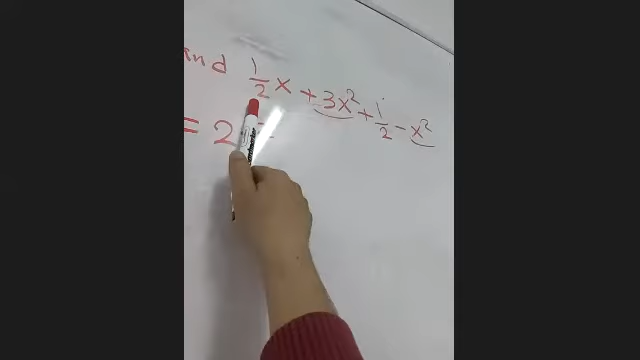 and 1/2 x + 3x² + 1/2 - x²
= 2